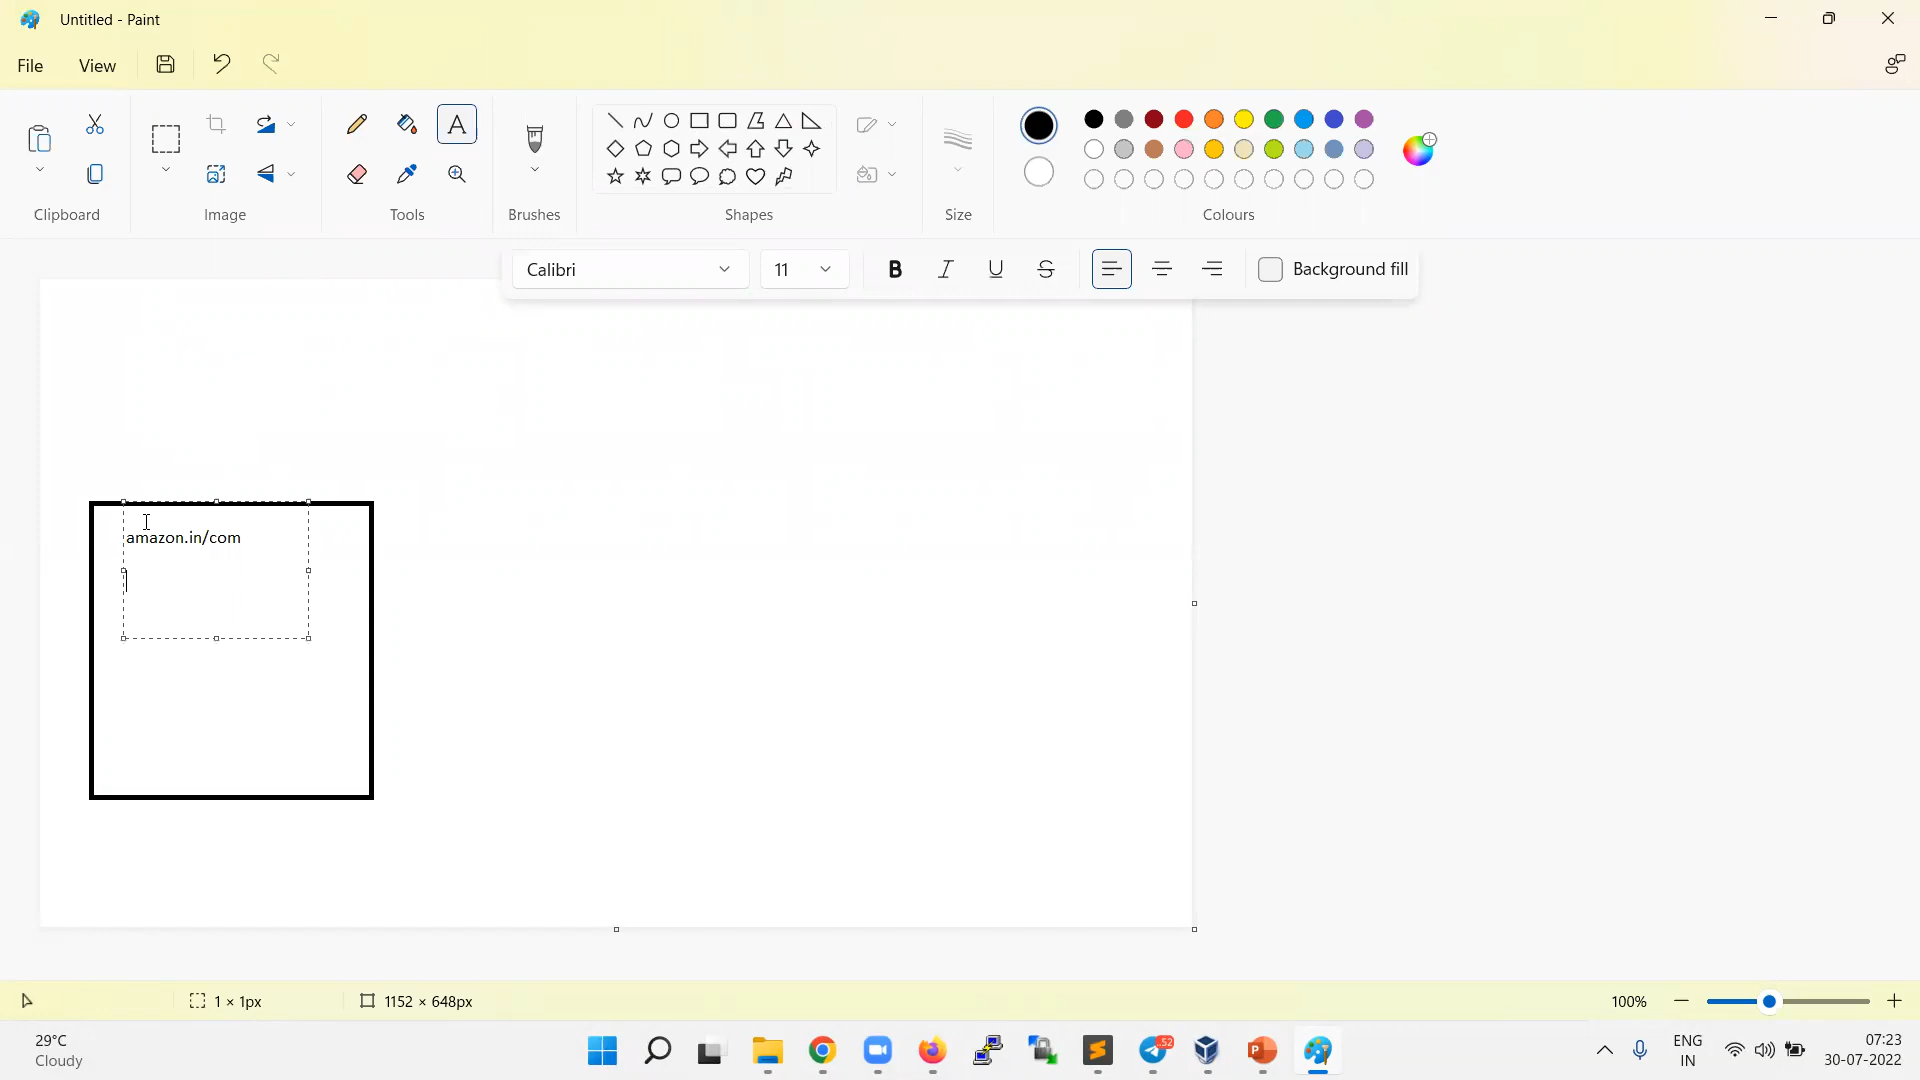 Untitled - Paint
File View
Clipboard Image Tools Brushes Shapes Size Colours
Calibri 11 B I U S Background fill
amazon.in/com
1 × 1px 1152 × 648px 100%
29°C
Cloudy
52
ENG
IN
07:23
30-07-2022